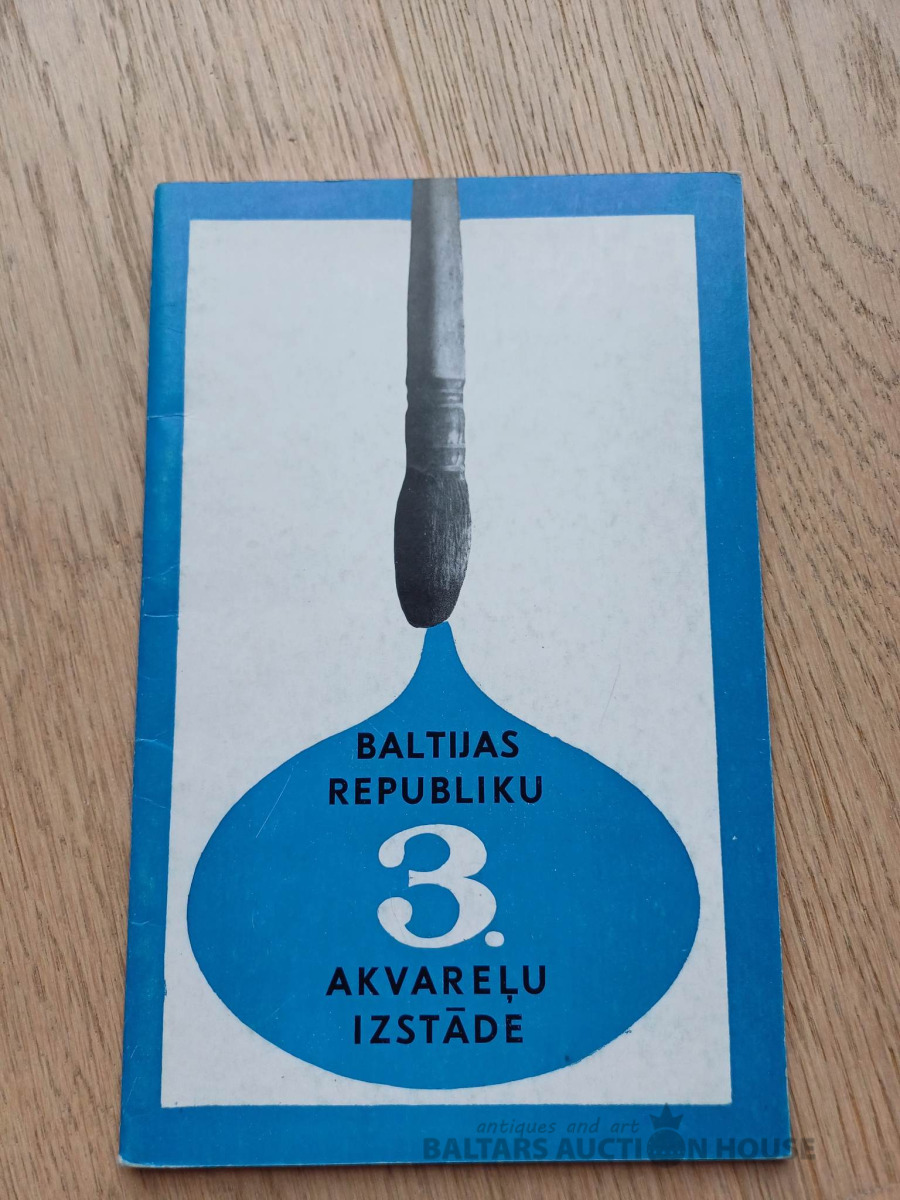 BALTIJAS
REPUBLIKU
3.
AKVAREĻU
IZSTĀDE
antiques and art
BALTARS AUCTION HOUSE